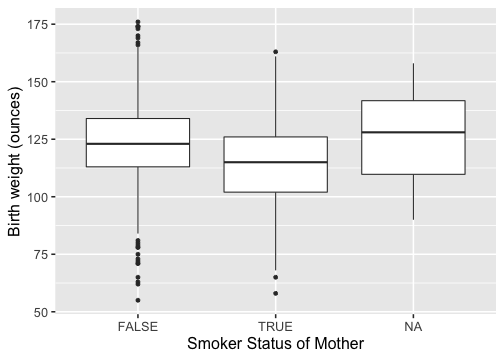 Birth weight (ounces)
175
150
125
100
75
50
FALSE TRUE NA
Smoker Status of Mother